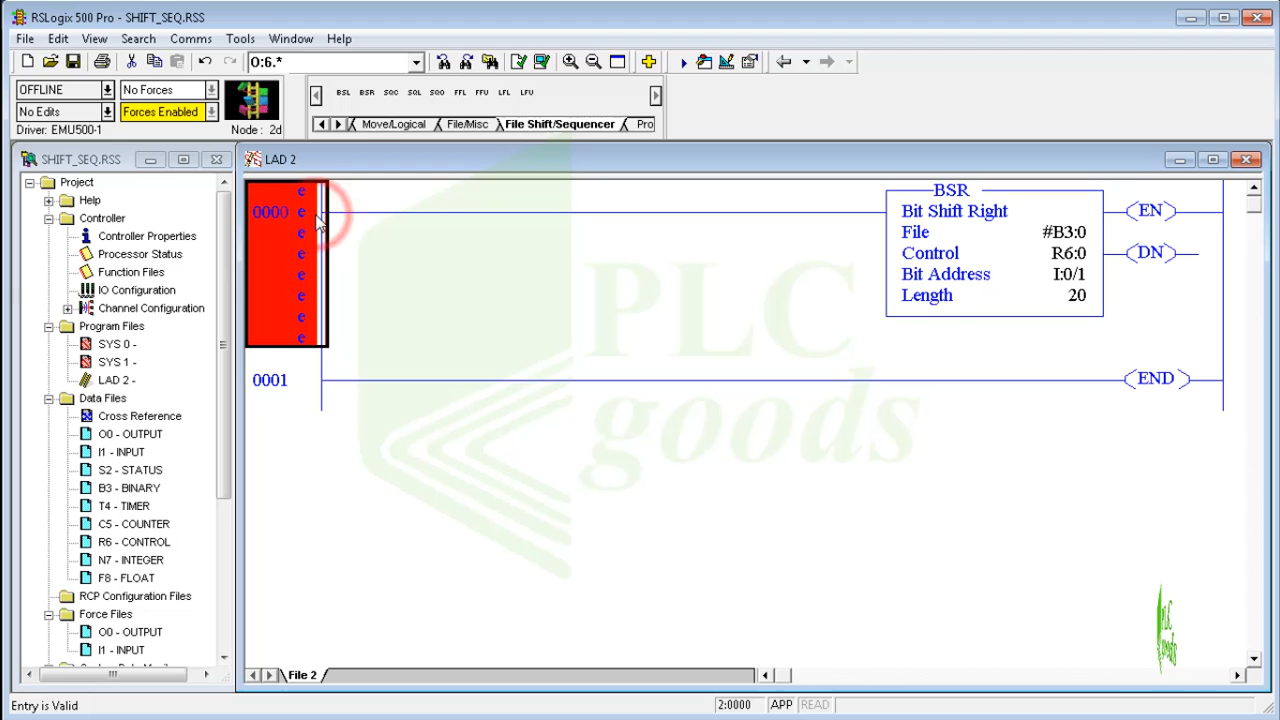 RSLogix 500 Pro - SHIFT_SEQ.RSS
File Edit View Search Comms Tools Window Help
O:6.*
OFFLINE No Forces
No Edits Forces Enabled
Driver: EMU500-1 Node : 2d
BSL BSR SQC SQL SQO FFL FFU LFL LFU
Move/Logical File/Misc File Shift/Sequencer Pro
SHIFT_SEQ.RSS
Project
Help
Controller
Controller Properties
Processor Status
Function Files
IO Configuration
Channel Configuration
Program Files
SYS 0 -
SYS 1 -
LAD 2 -
Data Files
Cross Reference
O0 - OUTPUT
I1 - INPUT
S2 - STATUS
B3 - BINARY
T4 - TIMER
C5 - COUNTER
R6 - CONTROL
N7 - INTEGER
F8 - FLOAT
RCP Configuration Files
Force Files
O0 - OUTPUT
I1 - INPUT
LAD 2
e
0000 e
e
e
e
e
e
e
BSR
Bit Shift Right
File #B3:0
Control R6:0
Bit Address I:0/1
Length 20
EN
DN
0001
END
PLC
goods
PLC
goods
File 2
Entry is Valid
2:0000 APP READ